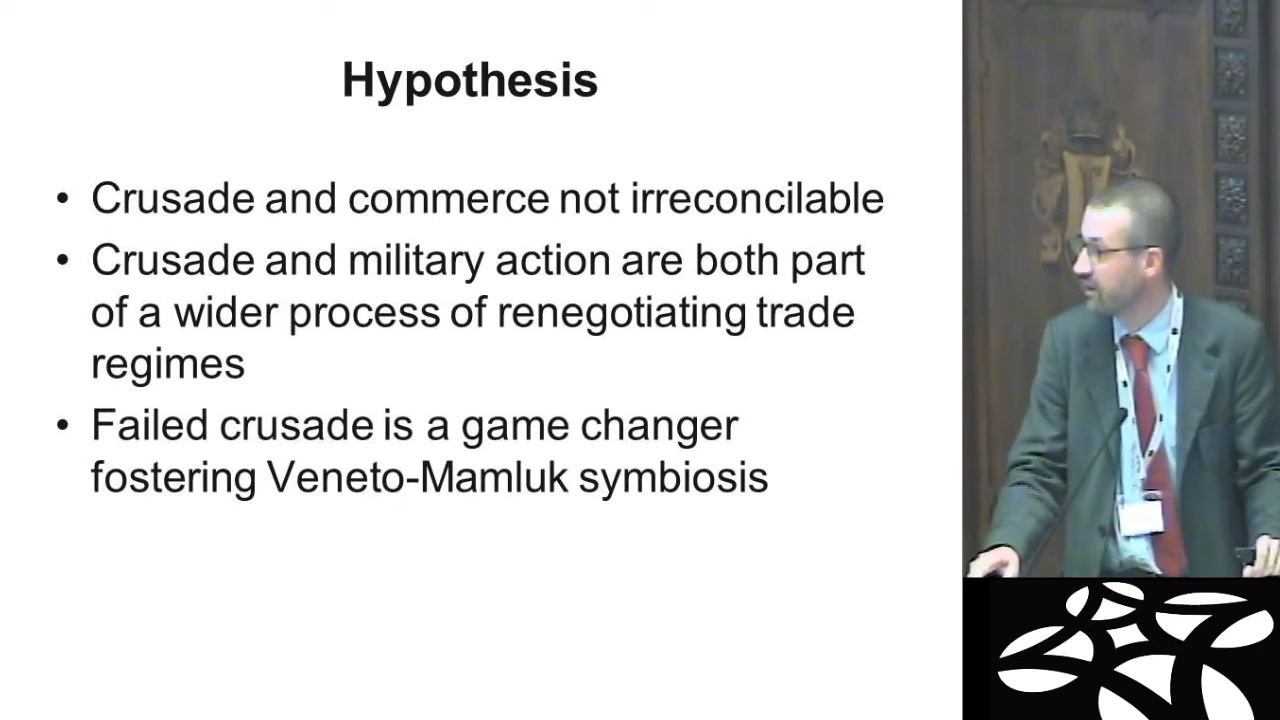 Hypothesis
• Crusade and commerce not irreconcilable
• Crusade and military action are both part
of a wider process of renegotiating trade
regimes
• Failed crusade is a game changer
fostering Veneto-Mamluk symbiosis